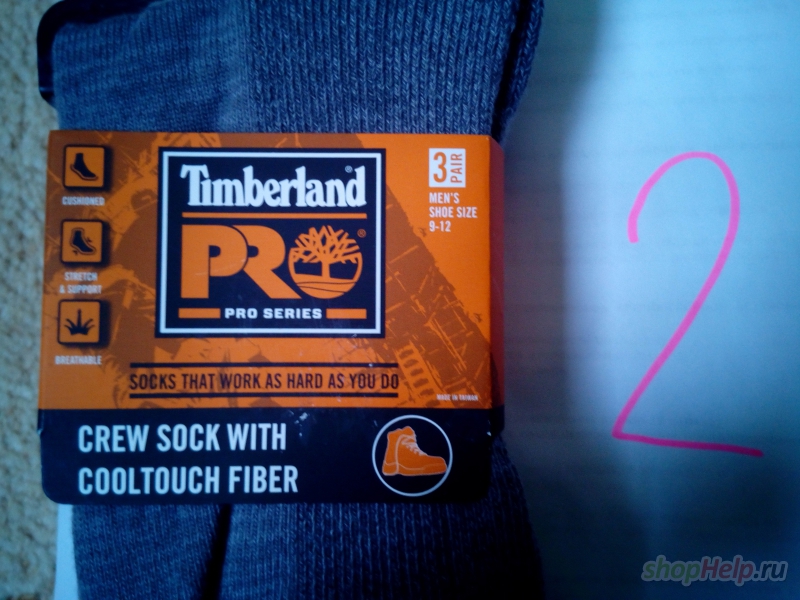 CUSHIONED
STRETCH
& SUPPORT
BREATHABLE
Timberland®
PRO®
PRO SERIES
3 PAIR
MEN'S
SHOE SIZE
9-12
SOCKS THAT WORK AS HARD AS YOU DO
MADE IN TAIWAN
CREW SOCK WITH
COOLTOUCH FIBER
2
shopHelp.ru